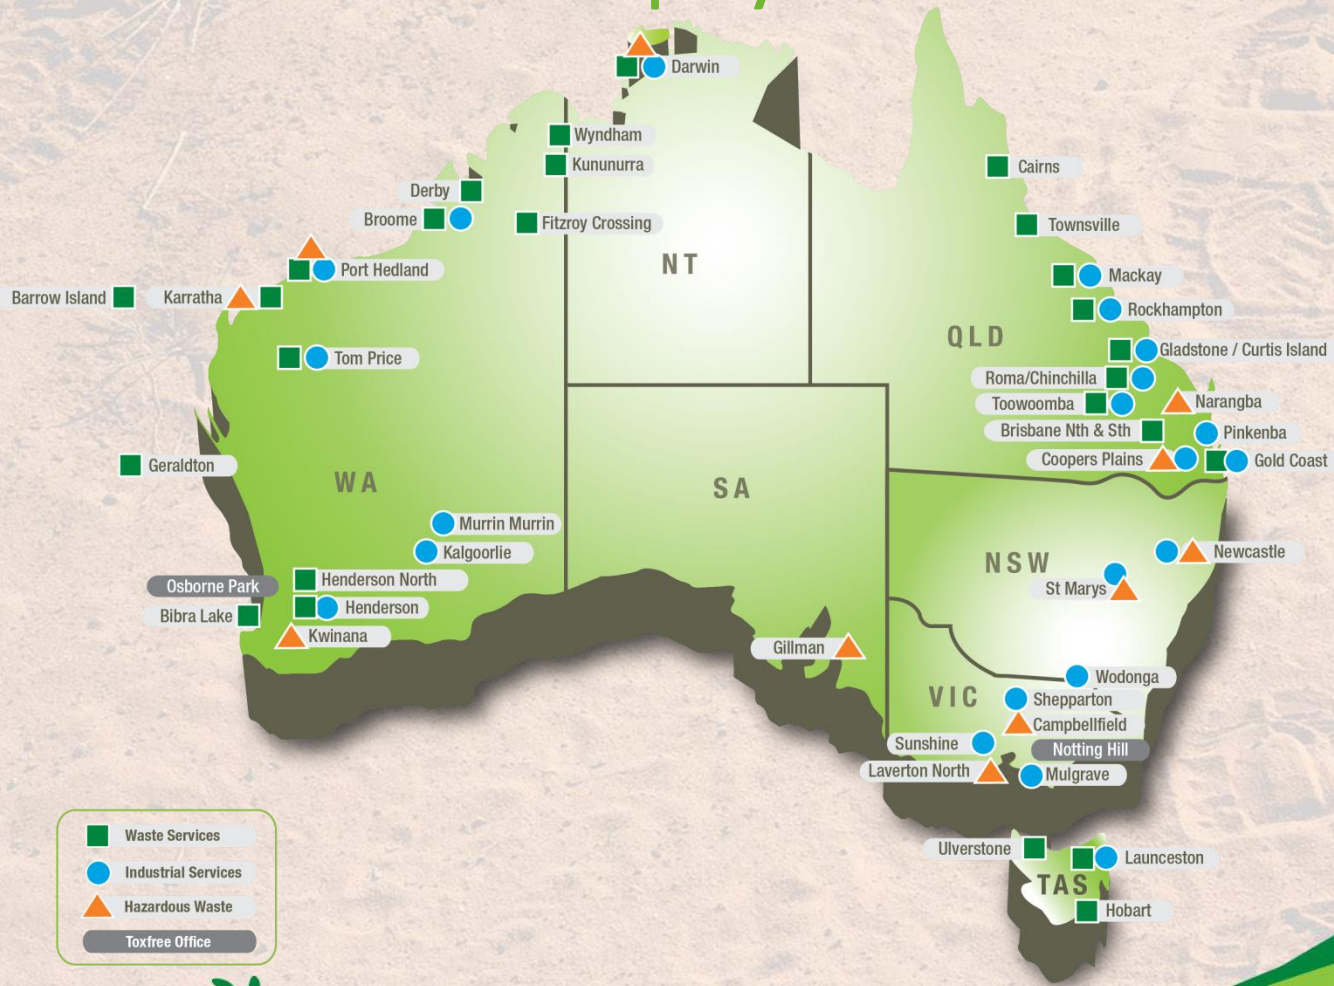 Darwin
Wyndham
Kununurra
Cairns
Derby
Broome
Fitzroy Crossing
Townsville
NT
Port Hedland
Mackay
Barrow Island
Karratha
Rockhampton
QLD
Tom Price
Gladstone / Curtis Island
Roma/Chinchilla
Toowoomba
Narangba
Brisbane Nth & Sth
Pinkenba
Coopers Plains
Gold Coast
Geraldton
WA
SA
Murrin Murrin
Kalgoorlie
NSW
Newcastle
Osborne Park
Henderson North
St Marys
Bibra Lake
Henderson
Kwinana
Gillman
Wodonga
VIC
Shepparton
Campbellfield
Sunshine
Notting Hill
Laverton North
Mulgrave
Waste Services
Industrial Services
Hazardous Waste
Toxfree Office
Ulverstone
Launceston
TAS
Hobart